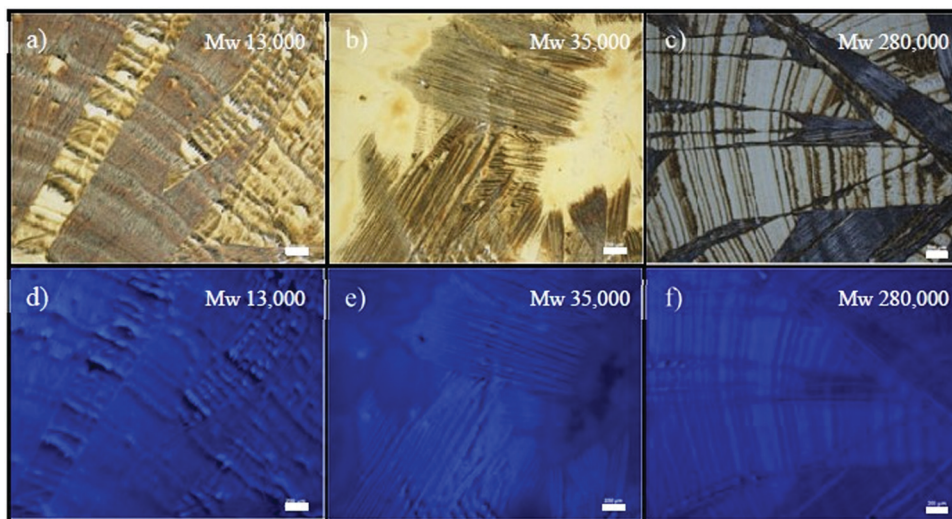 a) Mw 13,000
b) Mw 35,000
c) Mw 280,000
d) Mw 13,000
e) Mw 35,000
f) Mw 280,000